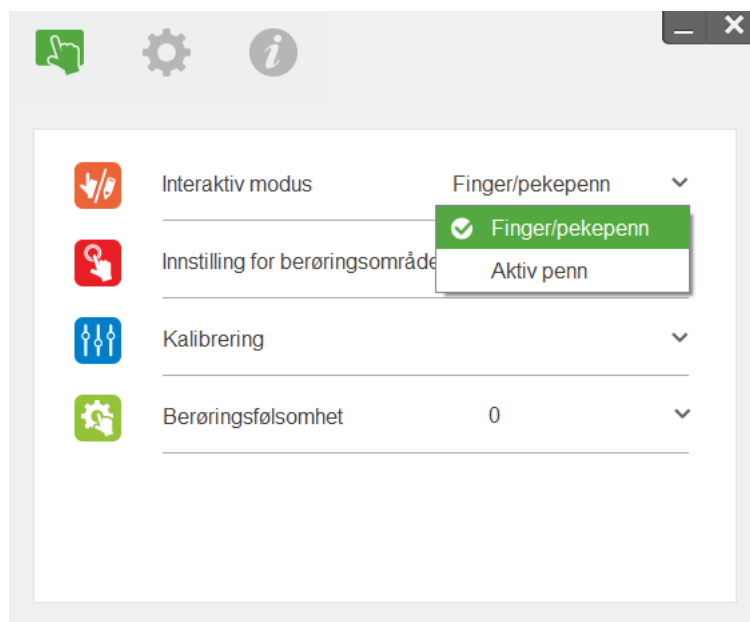 Interaktiv modus Finger/pekepenn
Finger/pekepenn
Innstilling for berøringsområde
Aktiv penn
Kalibrering
Berøringsfølsomhet 0